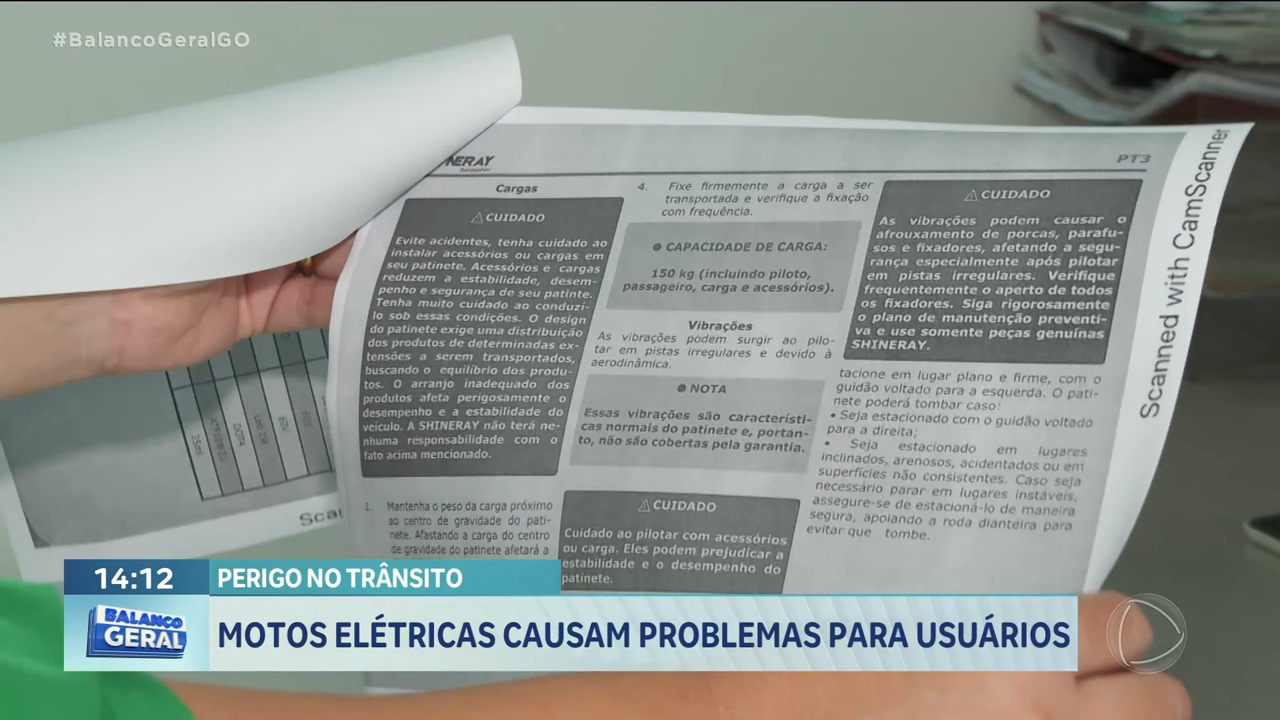 #BalancoGeralGO
NERAY
PT3
Cargas
⚠CUIDADO
Evite acidentes, tenha cuidado ao
instalar acessórios ou cargas em
seu patinete. Acessórios e cargas
reduzem a estabilidade, desem-
penho e segurança de seu patinte.
Tenha muito cuidado ao conduzi-
lo sob essas condições. O design
do patinete exige uma distribuição
dos produtos de determinadas ex-
tensões a serem transportados,
buscando o equilíbrio dos produ-
tos. O arranjo inadequado dos
produtos afeta perigosamente o
desempenho e a estabilidade do
veículo. A SHINERAY não terá ne-
nhuma responsabilidade com o
fato acima mencionado.
1. Mantenha o peso da carga próximo
ao centro de gravidade do pati-
nete. Afastando a carga do centro
de gravidade do patinete afetará a
4. Fixe firmemente a carga a ser
transportada e verifique a fixação
com frequência.
● CAPACIDADE DE CARGA:
150 kg (incluindo piloto,
passageiro, carga e acessórios).
Vibrações
As vibrações podem surgir ao pilo-
tar em pistas irregulares e devido à
aerodinâmica.
● NOTA
Essas vibrações são característi-
cas normais do patinete e, portan-
to, não são cobertas pela garantia.
⚠CUIDADO
Cuidado ao pilotar com acessórios
ou carga. Eles podem prejudicar a
estabilidade e o desempenho do
patinete.
⚠CUIDADO
As vibrações podem causar o
afrouxamento de porcas, parafu-
sos e fixadores, afetando a segu-
rança especialmente após pilotar
em pistas irregulares. Verifique
frequentemente o aperto de todos
os fixadores. Siga rigorosamente
o plano de manutenção preventi-
va e use somente peças genuínas
SHINERAY.
tacione em lugar plano e firme, com o
guidão voltado para a esquerda. O pati-
nete poderá tombar caso:
• Seja estacionado com o guidão voltado
para a direita;
• Seja estacionado em lugares
inclinados, arenosos, acidentados ou em
superfícies não consistentes. Caso seja
necessário parar em lugares instáveis,
assegure-se de estacioná-lo de maneira
segura, apoiando a roda dianteira para
evitar que tombe.
Scanned with CamScanner
Scan
14:12
PERIGO NO TRÂNSITO
BALANÇO
GERAL
MOTOS ELÉTRICAS CAUSAM PROBLEMAS PARA USUÁRIOS